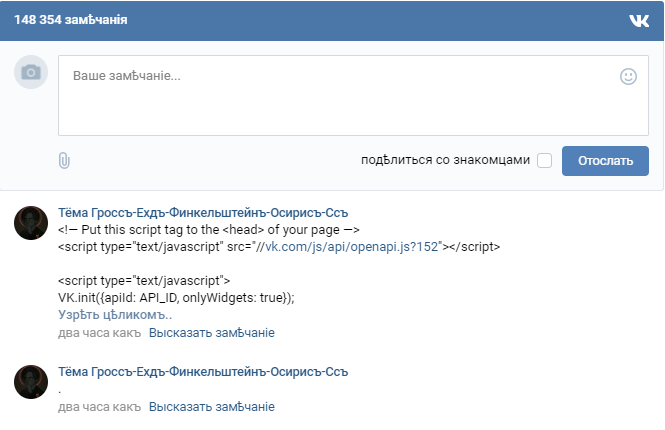 148 354 замѣчанія
Ваше замѣчаніе...
подѣлиться со знакомцами
Отослать
Тёма Гроссъ-Ехдъ-Финкельштейнъ-Осирисъ-Ссъ
<!— Put this script tag to the <head> of your page —>
<script type="text/javascript" src="//vk.com/js/api/openapi.js?152"></script>
<script type="text/javascript">
VK.init({apiId: API_ID, onlyWidgets: true});
Узрѣть цѣликомъ..
два часа какъ Высказать замѣчаніе
Тёма Гроссъ-Ехдъ-Финкельштейнъ-Осирисъ-Ссъ
.
два часа какъ Высказать замѣчаніе